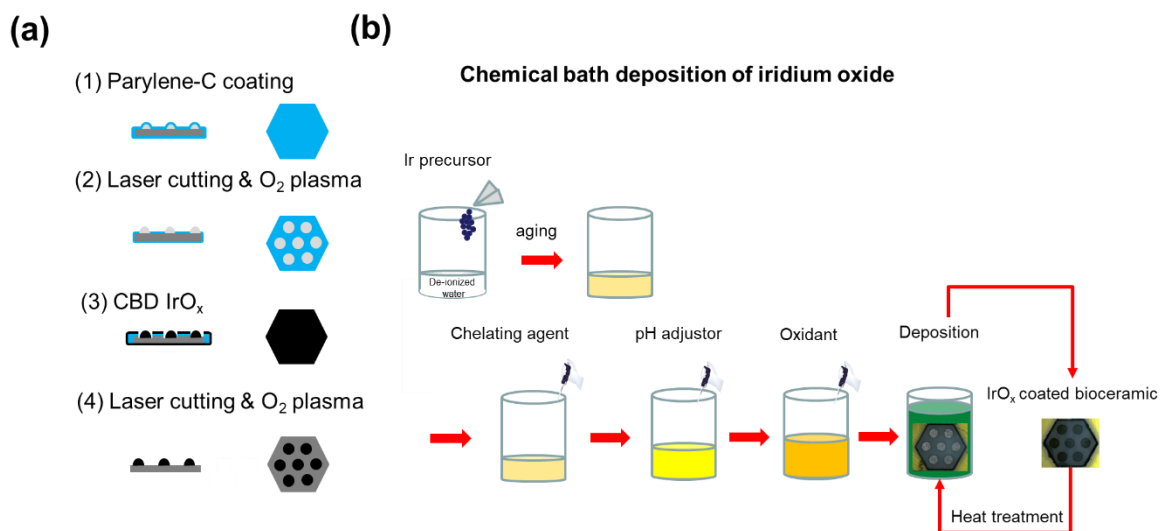 (a)
(1) Parylene-C coating
(2) Laser cutting & O₂ plasma
(3) CBD IrOₓ
(4) Laser cutting & O₂ plasma
(b)
Chemical bath deposition of iridium oxide
Ir precursor
aging
De-ionized
water
Chelating agent
pH adjustor
Oxidant
Deposition
IrOₓ coated bioceramic
Heat treatment